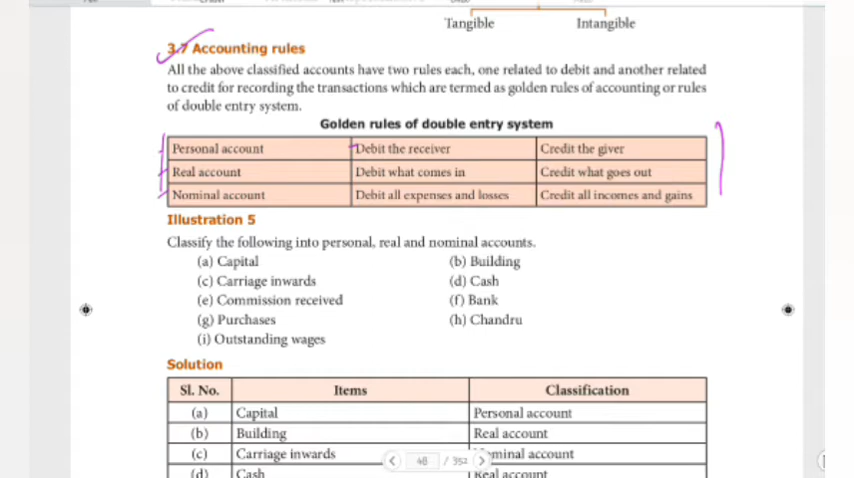 Tangible Intangible
3.7 Accounting rules
All the above classified accounts have two rules each, one related to debit and another related
to credit for recording the transactions which are termed as golden rules of accounting or rules
of double entry system.
Golden rules of double entry system
Personal account Debit the receiver Credit the giver
Real account Debit what comes in Credit what goes out
Nominal account Debit all expenses and losses Credit all incomes and gains
Illustration 5
Classify the following into personal, real and nominal accounts.
(a) Capital (b) Building
(c) Carriage inwards (d) Cash
(e) Commission received (f) Bank
(g) Purchases (h) Chandru
(i) Outstanding wages
Solution
Sl. No. Items Classification
(a) Capital Personal account
(b) Building Real account
(c) Carriage inwards minal account
(d) Cash Real account
48 / 352